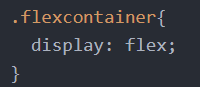 .flexcontainer{
  display: flex;
}